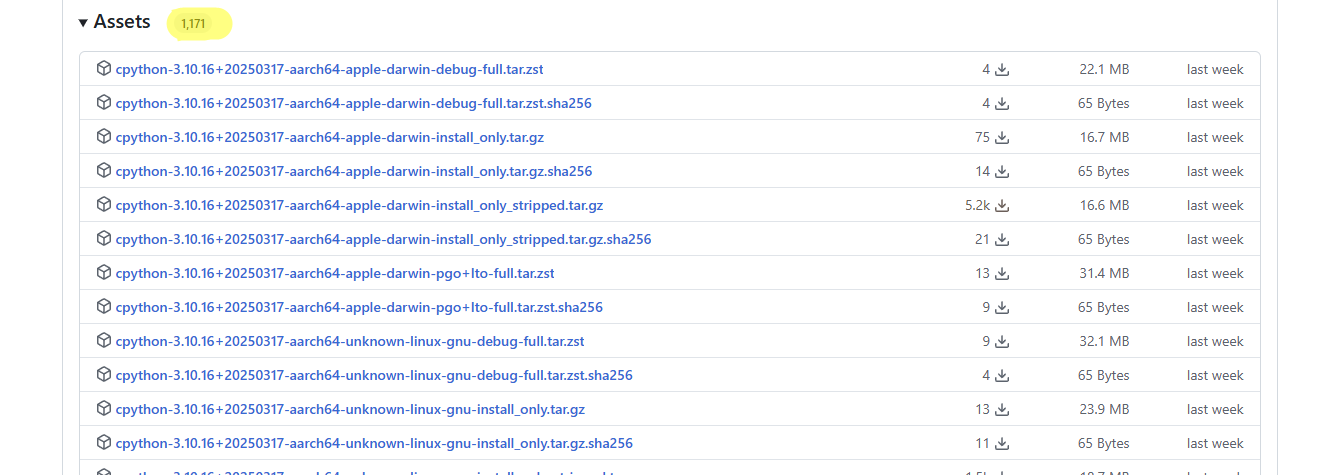 Assets 1,171
cpython-3.10.16+20250317-aarch64-apple-darwin-debug-full.tar.zst 4 22.1 MB last week
cpython-3.10.16+20250317-aarch64-apple-darwin-debug-full.tar.zst.sha256 4 65 Bytes last week
cpython-3.10.16+20250317-aarch64-apple-darwin-install_only.tar.gz 75 16.7 MB last week
cpython-3.10.16+20250317-aarch64-apple-darwin-install_only.tar.gz.sha256 14 65 Bytes last week
cpython-3.10.16+20250317-aarch64-apple-darwin-install_only_stripped.tar.gz 5.2k 16.6 MB last week
cpython-3.10.16+20250317-aarch64-apple-darwin-install_only_stripped.tar.gz.sha256 21 65 Bytes last week
cpython-3.10.16+20250317-aarch64-apple-darwin-pgo+lto-full.tar.zst 13 31.4 MB last week
cpython-3.10.16+20250317-aarch64-apple-darwin-pgo+lto-full.tar.zst.sha256 9 65 Bytes last week
cpython-3.10.16+20250317-aarch64-unknown-linux-gnu-debug-full.tar.zst 9 32.1 MB last week
cpython-3.10.16+20250317-aarch64-unknown-linux-gnu-debug-full.tar.zst.sha256 4 65 Bytes last week
cpython-3.10.16+20250317-aarch64-unknown-linux-gnu-install_only.tar.gz 13 23.9 MB last week
cpython-3.10.16+20250317-aarch64-unknown-linux-gnu-install_only.tar.gz.sha256 11 65 Bytes last week